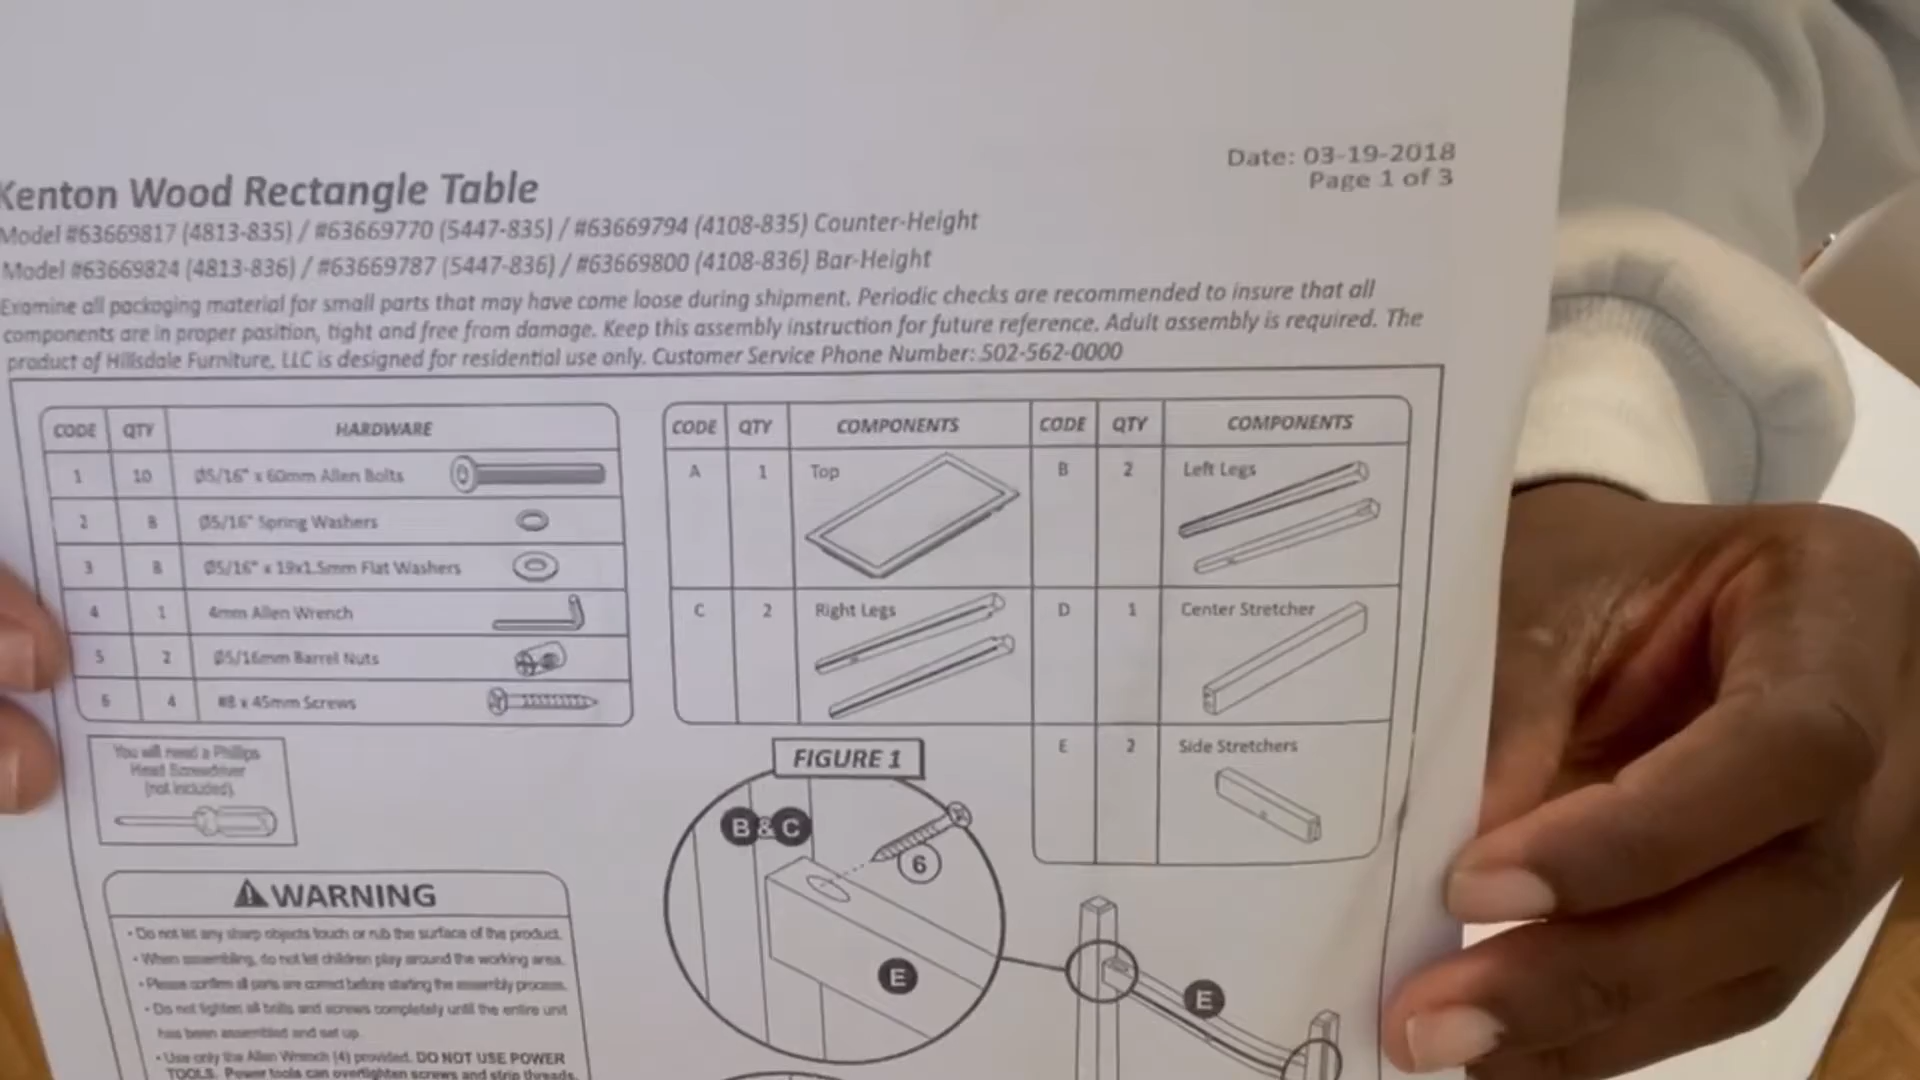 Date: 03-19-2018
Page 1 of 3
Kenton Wood Rectangle Table
Model #63669817 (4813-835) / #63669770 (5447-835) / #63669794 (4108-835) Counter-Height
Model #63669824 (4813-836) / #63669787 (5447-836) / #63669800 (4108-836) Bar-Height
Examine all packaging material for small parts that may have come loose during shipment. Periodic checks are recommended to insure that all
components are in proper position, tight and free from damage. Keep this assembly instruction for future reference. Adult assembly is required. The
product of Hillsdale Furniture, LLC is designed for residential use only. Customer Service Phone Number: 502-562-0000
CODE QTY HARDWARE
1 10 Ø5/16" x 60mm Allen Bolts
2 8 Ø5/16" Spring Washers
3 8 Ø5/16" x 19x1.5mm Flat Washers
4 1 4mm Allen Wrench
5 2 Ø5/16mm Barrel Nuts
6 4 #8 x 45mm Screws
CODE QTY COMPONENTS CODE QTY COMPONENTS
A 1 Top B 2 Left Legs
C 2 Right Legs D 1 Center Stretcher
E 2 Side Stretchers
You will need a Phillips
Head Screwdriver
(not included).
FIGURE 1
B & C
6
E
E
WARNING
• Do not let any sharp objects touch or rub the surface of the product.
• When assembling, do not let children play around the working area.
• Please confirm all parts are correct before starting the assembly process.
• Do not tighten all bolts and screws completely until the entire unit
has been assembled and set up.
• Use only the Allen Wrench (4) provided. DO NOT USE POWER
TOOLS. Power tools can overtighten screws and strip threads.